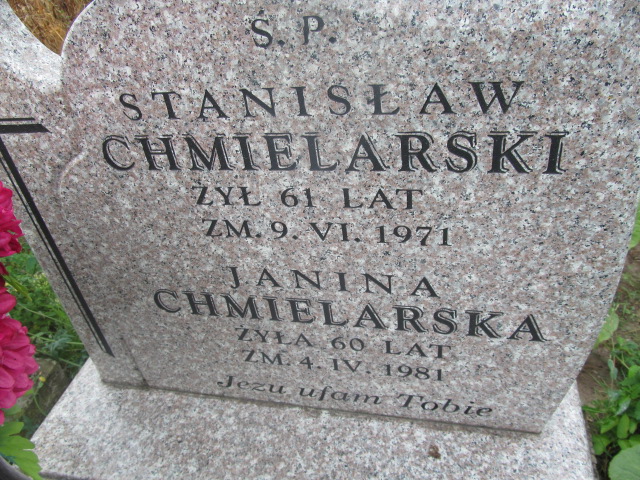 Ś. P.
STANISŁAW
CHMIELARSKI
ŻYŁ 61 LAT
ZM. 9. VI. 1971
JANINA
CHMIELARSKA
ŻYŁA 60 LAT
ZM. 4. IV. 1981
Jezu ufam Tobie